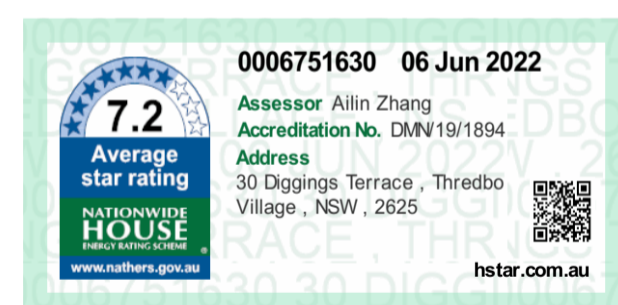 0006751630 06 Jun 2022
7.2
Average
star rating
NATIONWIDE
HOUSE
ENERGY RATING SCHEME
www.nathers.gov.au
Assessor Ailin Zhang
Accreditation No. DMN/19/1894
Address
30 Diggings Terrace , Thredbo
Village , NSW , 2625
hstar.com.au